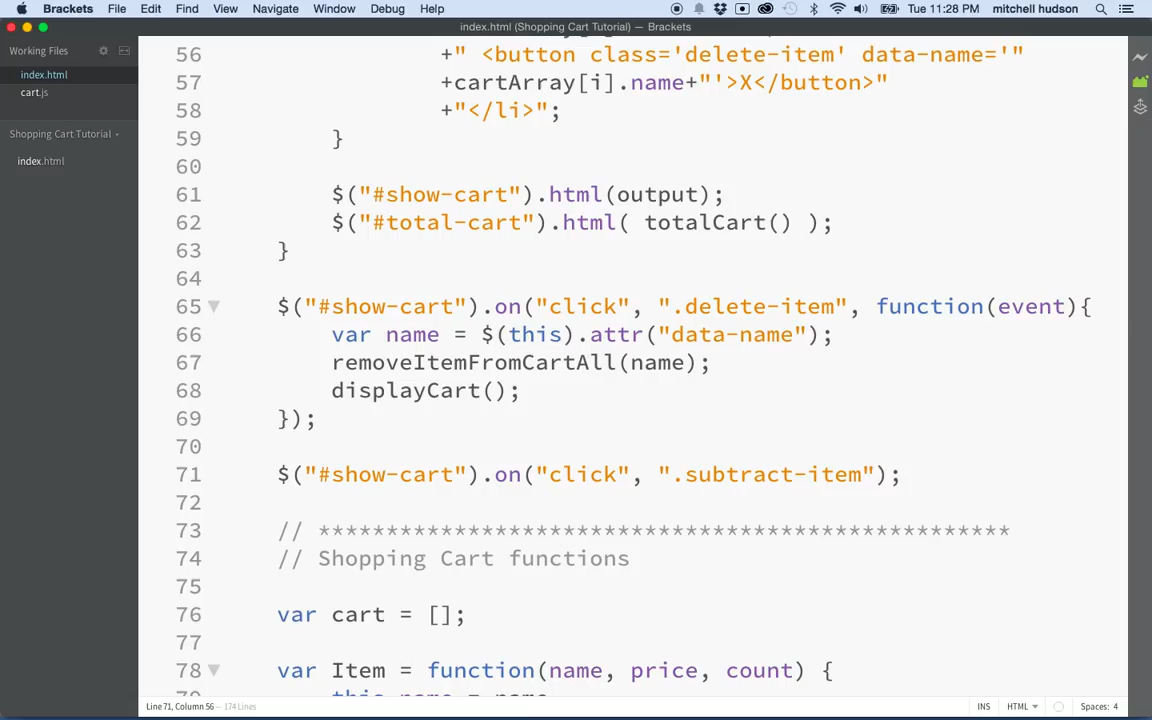 Brackets File Edit Find View Navigate Window Debug Help Tue 11:28 PM mitchell hudson
index.html (Shopping Cart Tutorial) — Brackets
Working Files
index.html
cart.js
Shopping Cart Tutorial
index.html
56 +" <button class='delete-item' data-name='"
57 +cartArray[i].name+"'>X</button>"
58 +"</li>";
59 }
60
61 $("#show-cart").html(output);
62 $("#total-cart").html( totalCart() );
63 }
64
65 $("#show-cart").on("click", ".delete-item", function(event){
66 var name = $(this).attr("data-name");
67 removeItemFromCartAll(name);
68 displayCart();
69 });
70
71 $("#show-cart").on("click", ".subtract-item");
72
73 // ***************************************************
74 // Shopping Cart functions
75
76 var cart = [];
77
78 var Item = function(name, price, count) {
79 this.name = name
Line 71, Column 56 — 174 Lines INS HTML Spaces: 4